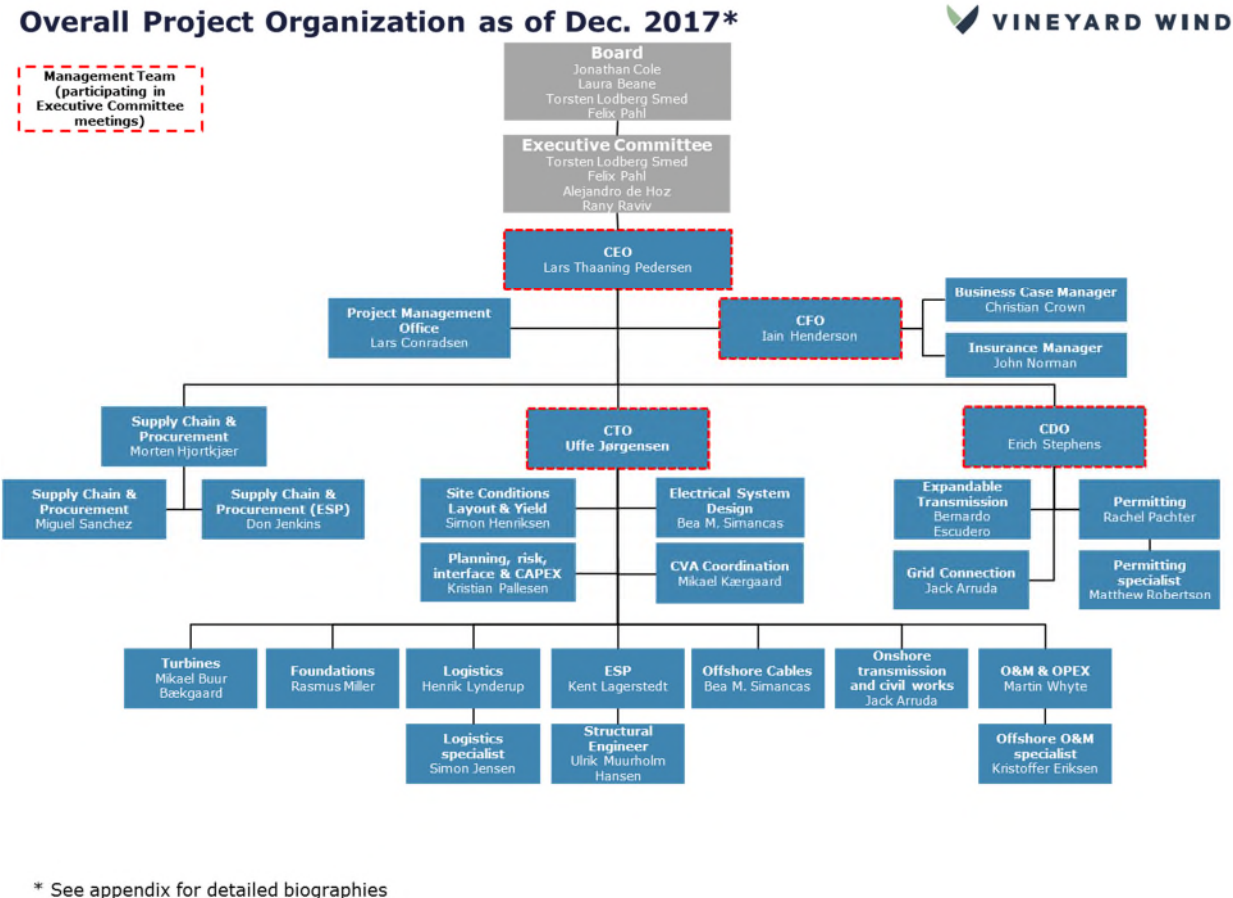 Overall Project Organization as of Dec. 2017*
VINEYARD WIND
Management Team
(participating in
Executive Committee
meetings)
Board
Jonathan Cole
Laura Beane
Torsten Lodberg Smed
Felix Pahl
Executive Committee
Torsten Lodberg Smed
Felix Pahl
Alejandro de Hoz
Rany Raviv
CEO
Lars Thaaning Pedersen
Project Management
Office
Lars Conradsen
CFO
Iain Henderson
Business Case Manager
Christian Crown
Insurance Manager
John Norman
Supply Chain &
Procurement
Morten Hjortkjær
CTO
Uffe Jørgensen
CDO
Erich Stephens
Supply Chain &
Procurement
Miguel Sanchez
Supply Chain &
Procurement (ESP)
Don Jenkins
Site Conditions
Layout & Yield
Simon Henriksen
Electrical System
Design
Bea M. Simancas
Expandable
Transmission
Bernardo
Escudero
Permitting
Rachel Pachter
Planning, risk,
interface & CAPEX
Kristian Pallesen
CVA Coordination
Mikael Kærgaard
Grid Connection
Jack Arruda
Permitting
specialist
Matthew Robertson
Turbines
Mikael Buur
Bækgaard
Foundations
Rasmus Miller
Logistics
Henrik Lynderup
ESP
Kent Lagerstedt
Offshore Cables
Bea M. Simancas
Onshore
transmission
and civil works
Jack Arruda
O&M & OPEX
Martin Whyte
Logistics
specialist
Simon Jensen
Structural
Engineer
Ulrik Muurholm
Hansen
Offshore O&M
specialist
Kristoffer Eriksen
* See appendix for detailed biographies